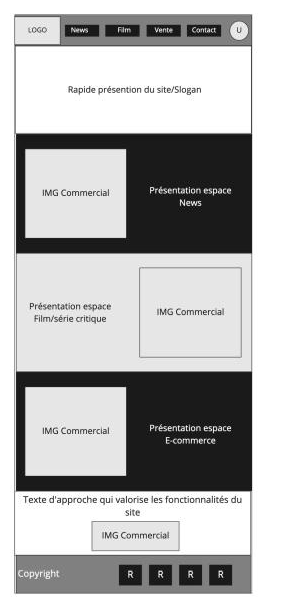 LOGO News Film Vente Contact U
Rapide présention du site/Slogan
IMG Commercial
Présentation espace
News
Présentation espace
Film/série critique
IMG Commercial
IMG Commercial
Présentation espace
E-commerce
Texte d'approche qui valorise les fonctionnalités du
site
IMG Commercial
Copyright R R R R